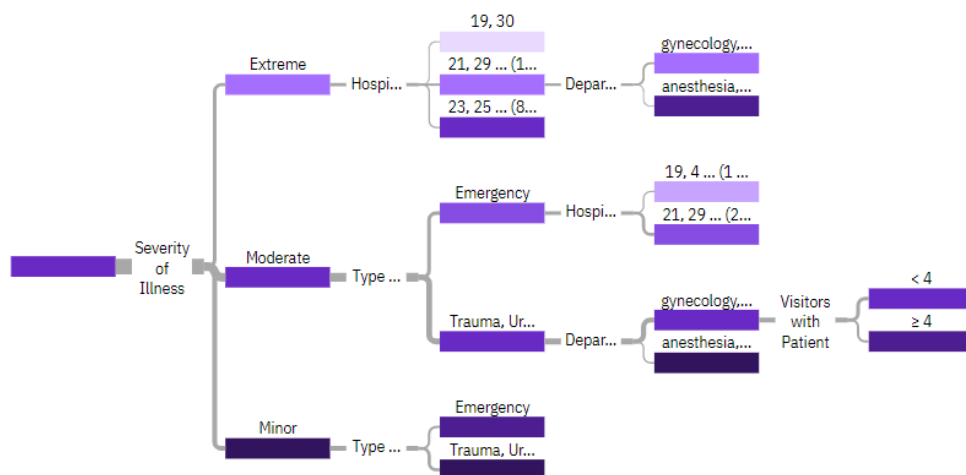 19, 30
Extreme
Hospi...
21, 29 ... (1...
Depar...
gynecology,...
23, 25 ... (8...
anesthesia,...
Severity
of
Illness
Moderate
Type ...
Emergency
Hospi...
19, 4 ... (1 ...
21, 29 ... (2...
Trauma, Ur...
Depar...
gynecology,...
Visitors
with
Patient
< 4
≥ 4
anesthesia,...
Minor
Type ...
Emergency
Trauma, Ur...